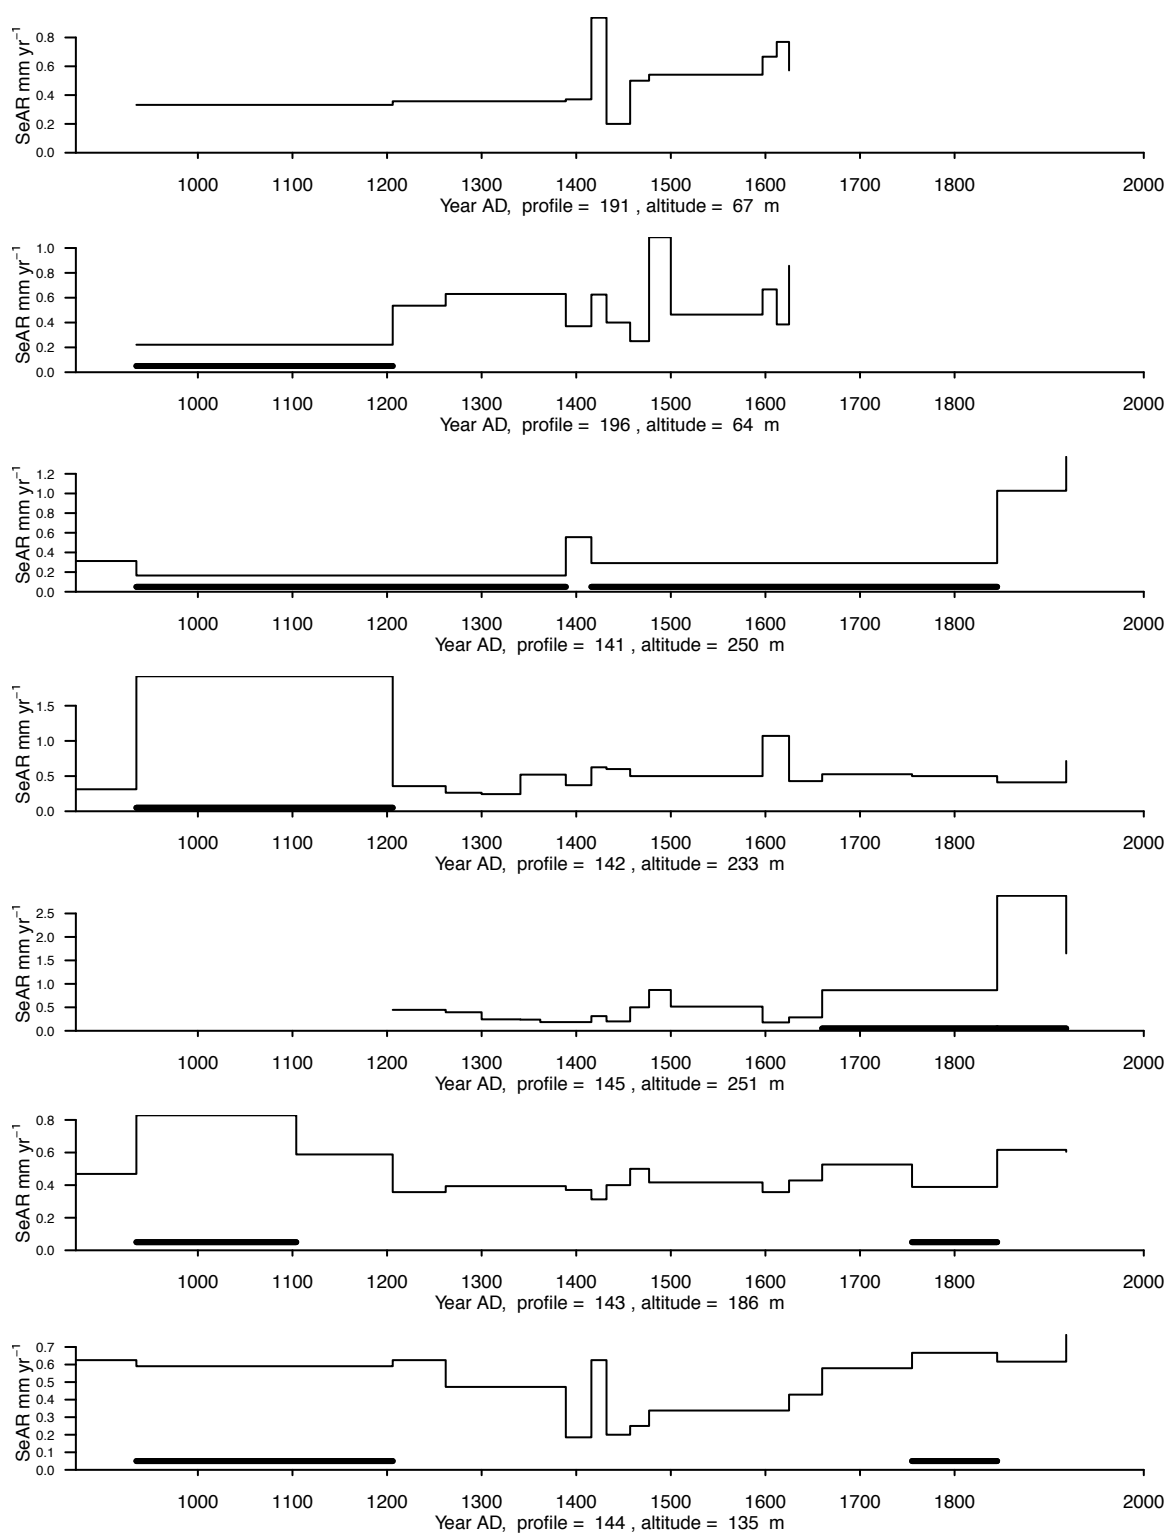 SeAR mm yr⁻¹
0.8
0.6
0.4
0.2
0.0
1000 1100 1200 1300 1400 1500 1600 1700 1800 2000
Year AD, profile = 191 , altitude = 67 m
SeAR mm yr⁻¹
1.0
0.8
0.6
0.4
0.2
0.0
1000 1100 1200 1300 1400 1500 1600 1700 1800 2000
Year AD, profile = 196 , altitude = 64 m
SeAR mm yr⁻¹
1.2
1.0
0.8
0.6
0.4
0.2
0.0
1000 1100 1200 1300 1400 1500 1600 1700 1800 2000
Year AD, profile = 141 , altitude = 250 m
SeAR mm yr⁻¹
1.5
1.0
0.5
0.0
1000 1100 1200 1300 1400 1500 1600 1700 1800 2000
Year AD, profile = 142 , altitude = 233 m
SeAR mm yr⁻¹
2.5
2.0
1.5
1.0
0.5
0.0
1000 1100 1200 1300 1400 1500 1600 1700 1800 2000
Year AD, profile = 145 , altitude = 251 m
SeAR mm yr⁻¹
0.8
0.6
0.4
0.2
0.0
1000 1100 1200 1300 1400 1500 1600 1700 1800 2000
Year AD, profile = 143 , altitude = 186 m
SeAR mm yr⁻¹
0.7
0.6
0.5
0.4
0.3
0.2
0.1
0.0
1000 1100 1200 1300 1400 1500 1600 1700 1800 2000
Year AD, profile = 144 , altitude = 135 m